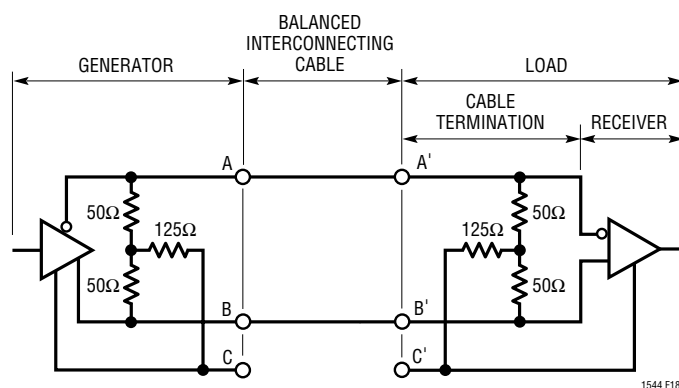 BALANCED
INTERCONNECTING
CABLE
GENERATOR
LOAD
CABLE
TERMINATION
RECEIVER
A
A'
50Ω
125Ω
50Ω
125Ω
50Ω
50Ω
B
B'
C
C'
1544 F18